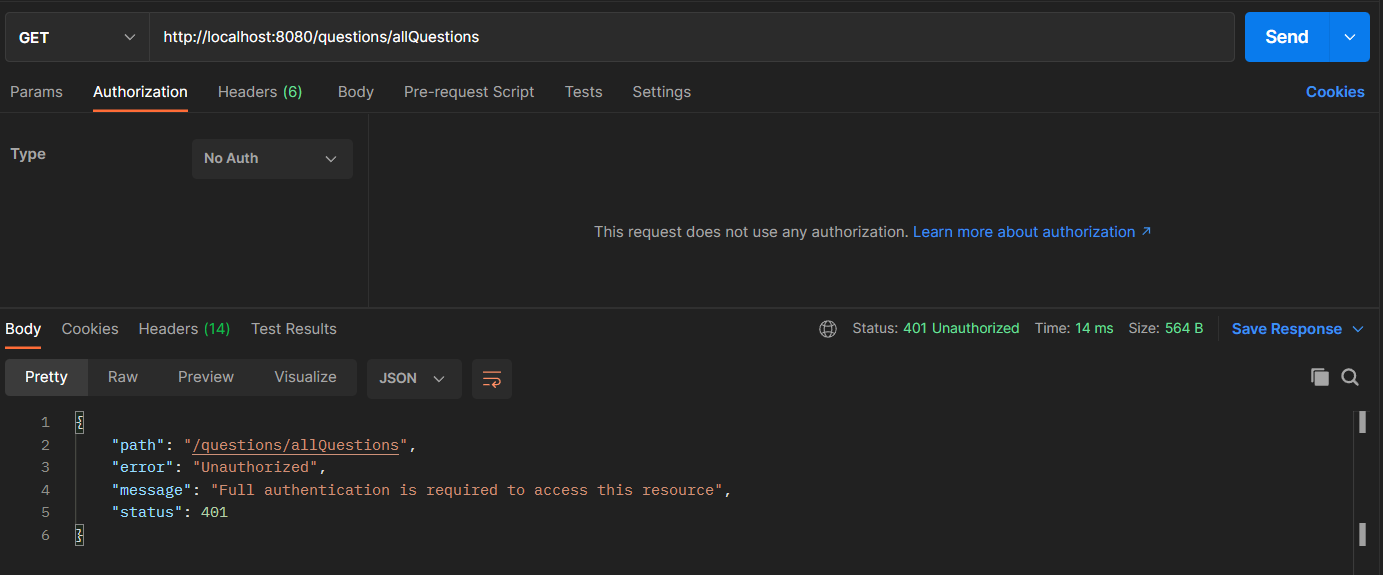 GET http://localhost:8080/questions/allQuestions Send
Params Authorization Headers (6) Body Pre-request Script Tests Settings Cookies
Type No Auth
This request does not use any authorization. Learn more about authorization ↗
Body Cookies Headers (14) Test Results Status: 401 Unauthorized Time: 14 ms Size: 564 B Save Response
Pretty Raw Preview Visualize JSON
1 {
2 "path": "/questions/allQuestions",
3 "error": "Unauthorized",
4 "message": "Full authentication is required to access this resource",
5 "status": 401
6 }